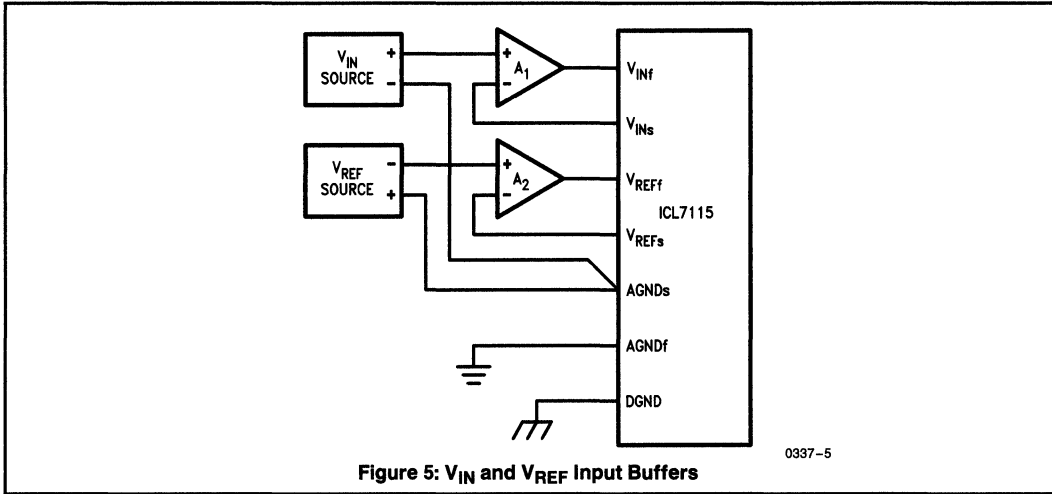 V_IN
SOURCE
+
-
+
-
A_1
V_INf
V_INs
V_REF
SOURCE
-
+
+
-
A_2
V_REFf
ICL7115
V_REFs
AGNDs
AGNDf
DGND
0337-5
Figure 5: V_IN and V_REF Input Buffers